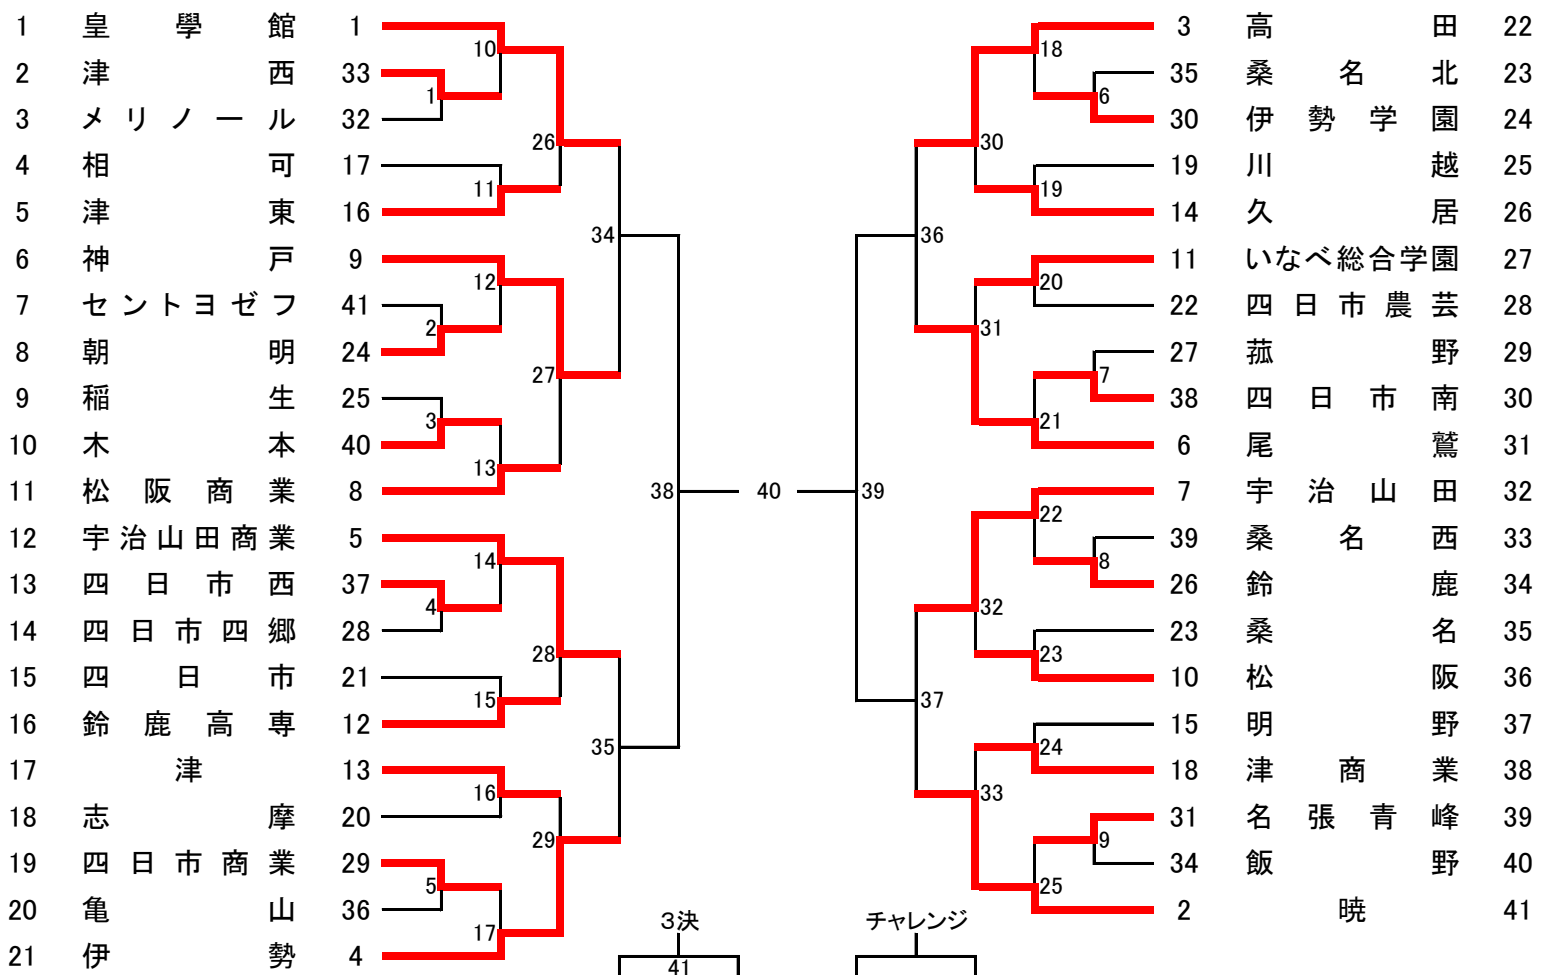 1 皇學館 1
2 津西 33
3 メリノール 32
4 相可 17
5 津東 16
6 神戸 9
7 セントヨゼフ 41
8 朝明 24
9 稲生 25
10 木本 40
11 松阪商業 8
12 宇治山田商業 5
13 四日市西 37
14 四日市四郷 28
15 四日市 21
16 鈴鹿高専 12
17 津 13
18 志摩 20
19 四日市商業 29
20 亀山 36
21 伊勢 4
10
1
26
11
34
12
2
27
3
13
38
14
4
28
15
35
16
29
5
17
40
39
3決
41
チャレンジ
18
6
30
19
36
20
31
7
21
22
8
32
23
37
24
33
9
25
3 高田 22
35 桑名北 23
30 伊勢学園 24
19 川越 25
14 久居 26
11 いなべ総合学園 27
22 四日市農芸 28
27 菰野 29
38 四日市南 30
6 尾鷲 31
7 宇治山田 32
39 桑名西 33
26 鈴鹿 34
23 桑名 35
10 松阪 36
15 明野 37
18 津商業 38
31 名張青峰 39
34 飯野 40
2 暁 41